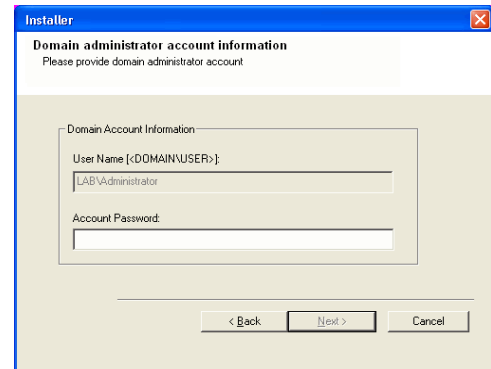 Installer
Domain administrator account information
Please provide domain administrator account
Domain Account Information
User Name [<DOMAIN\USER>]:
LAB\Administrator
Account Password:
< Back
Next >
Cancel